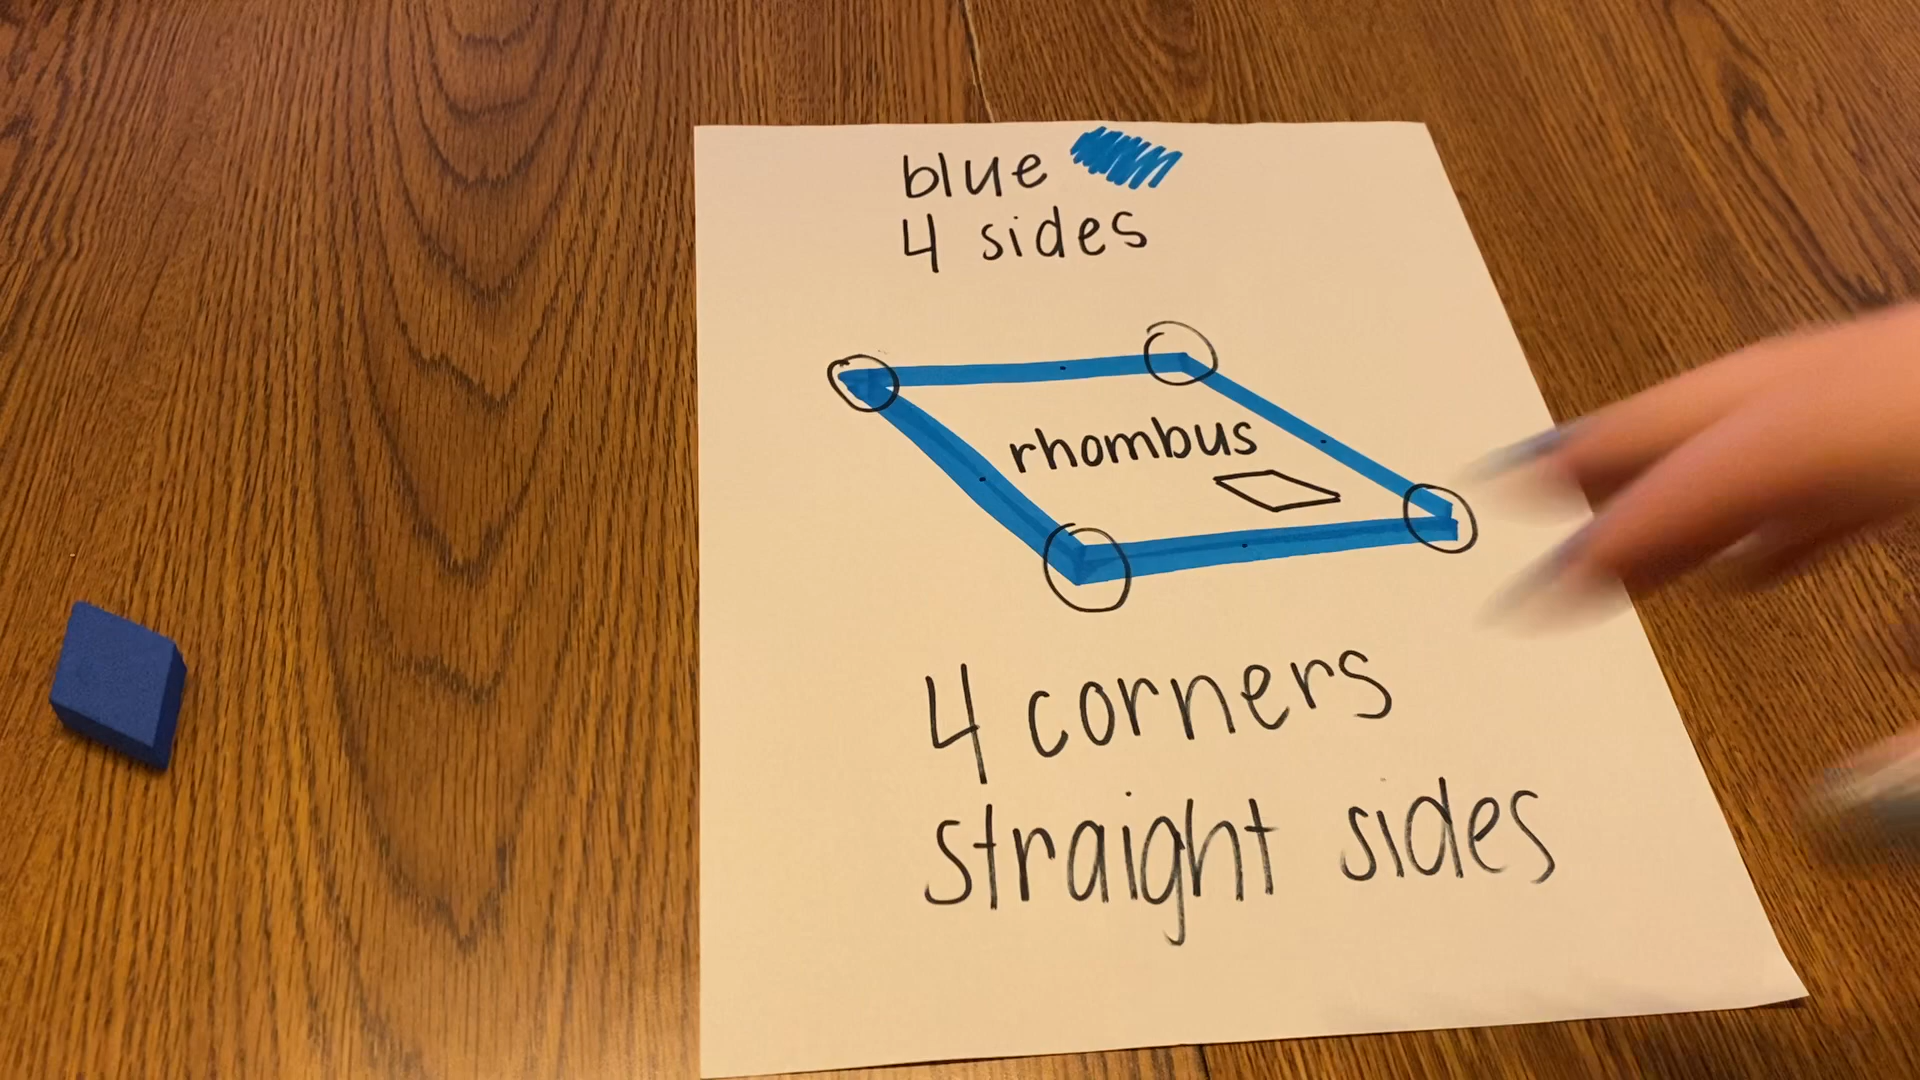 blue
4 sides
rhombus
4 corners
straight sides